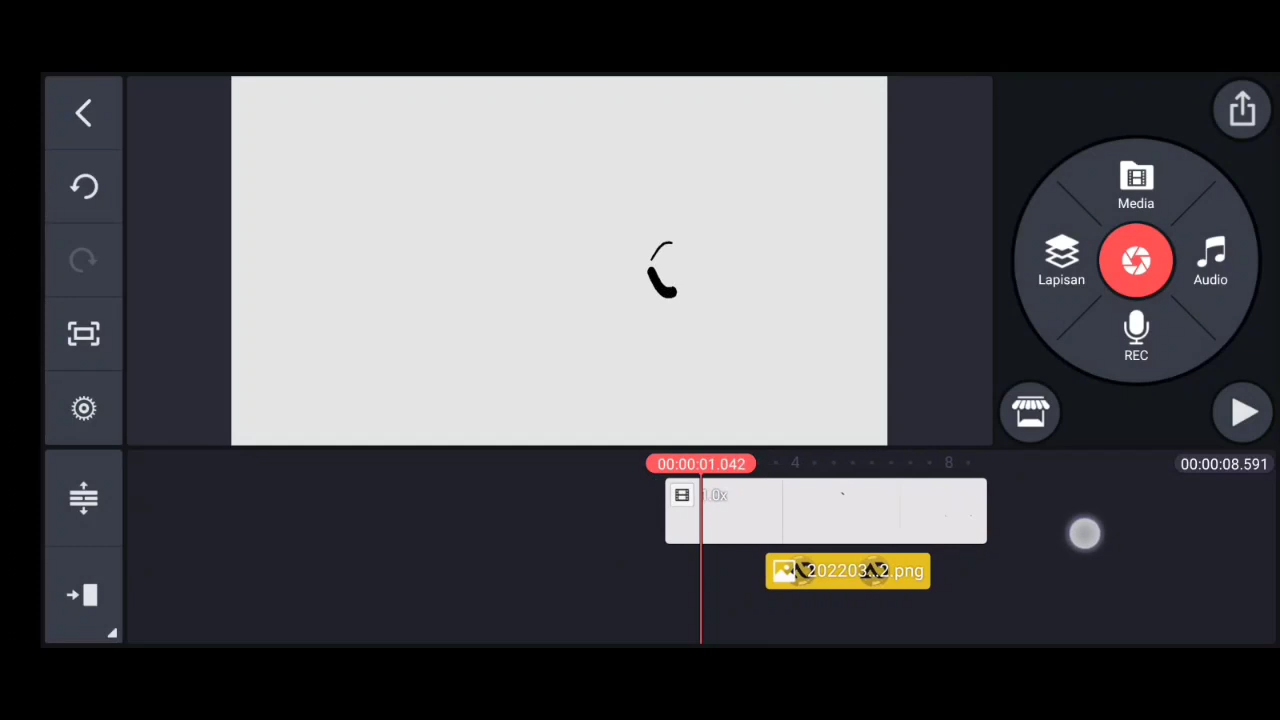 Media
Lapisan
Audio
REC
00:00:01.042
4
8
00:00:08.591
1.0x
202203...2.png